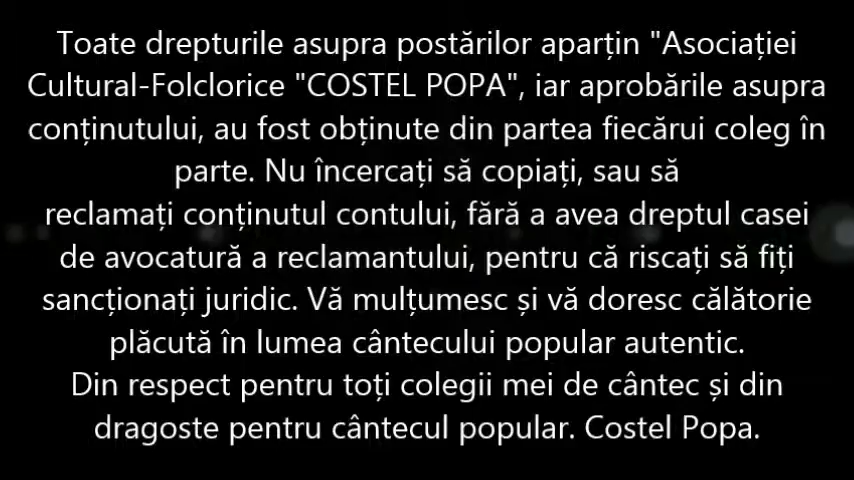 Toate drepturile asupra postărilor aparțin "Asociației
Cultural-Folclorice "COSTEL POPA", iar aprobările asupra
conținutului, au fost obținute din partea fiecărui coleg în
parte. Nu încercați să copiați, sau să
reclamați conținutul contului, fără a avea dreptul casei
de avocatură a reclamantului, pentru că riscați să fiți
sancționați juridic. Vă mulțumesc și vă doresc călătorie
plăcută în lumea cântecului popular autentic.
Din respect pentru toți colegii mei de cântec și din
dragoste pentru cântecul popular. Costel Popa.